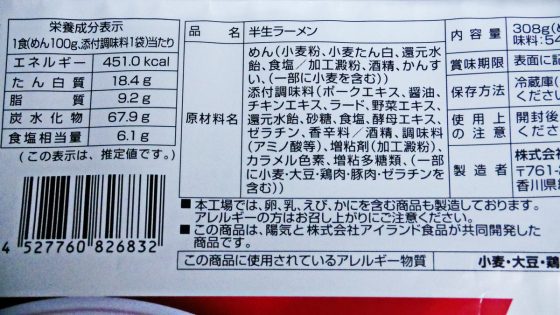 栄養成分表示
1食(めん100g、添付調味料1袋)当たり
エネルギー 451.0kcal
たん白質 18.4g
脂質 9.2g
炭水化物 67.9g
食塩相当量 6.1g
(この表示は、推定値です。)
4 527760 826832
品名 半生ラーメン
原材料名
めん(小麦粉、小麦たん白、還元水
飴、食塩/加工澱粉、酒精、かんす
い、(一部に小麦を含む))
添付調味料(ポークエキス、醤油、
チキンエキス、ラード、野菜エキス、
還元水飴、砂糖、食塩、酵母エキス、
ゼラチン、香辛料/酒精、調味料
(アミノ酸等)、増粘剤(加工澱粉)、
カラメル色素、増粘多糖類、(一部
に小麦・大豆・鶏肉・豚肉・ゼラチンを含
む))
内容量 308g(め
味料:54
賞味期限 表面に記
保存方法 冷蔵庫(
ください
使用上の注意 開封後
ください
製造者 株式会
〒761-
香川県
■本工場では、卵、乳、えび、かにを含む商品も製造しております。
アレルギーの方はお召し上がりにご注意ください。
■この商品は、陽気と株式会社アイランド食品が共同開発した
商品です。
この商品に使用されているアレルギー物質 小麦・大豆・鶏